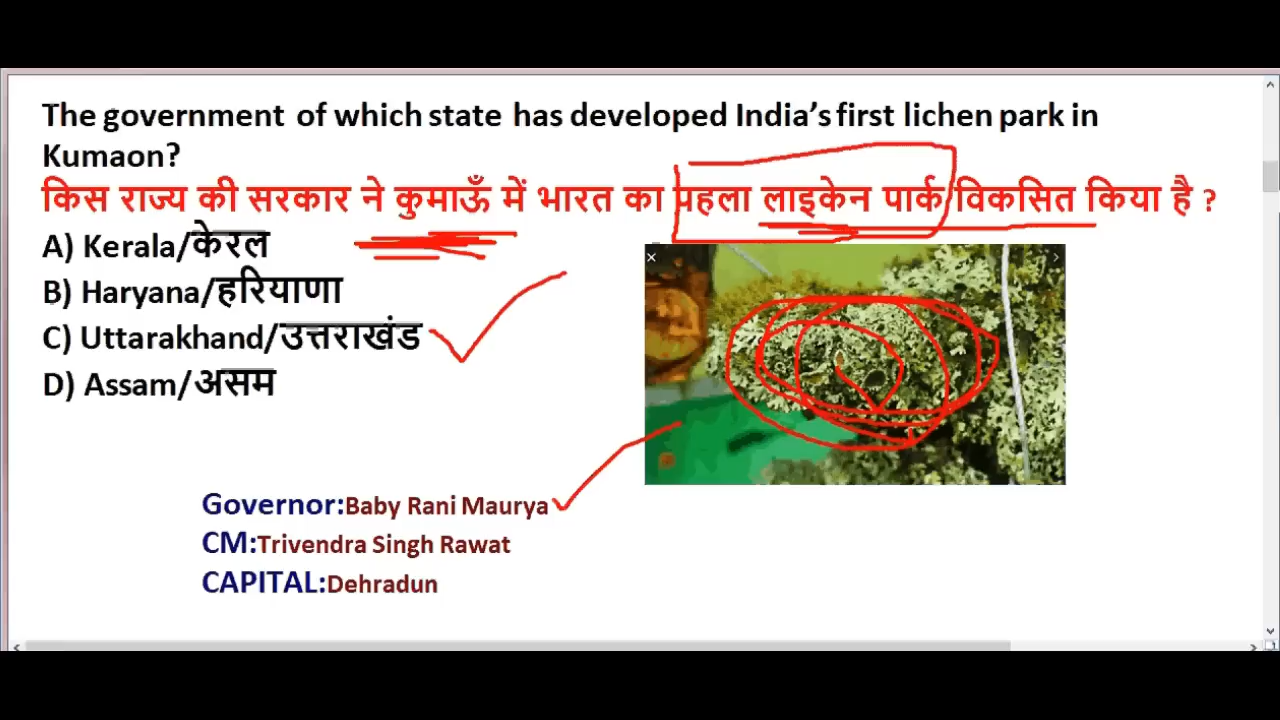 The government of which state has developed India's first lichen park in
Kumaon?
किस राज्य की सरकार ने कुमाऊँ में भारत का पहला लाइकेन पार्क विकसित किया है ?
A) Kerala/केरल
B) Haryana/हरियाणा
C) Uttarakhand/उत्तराखंड
D) Assam/असम
Governor:Baby Rani Maurya
CM:Trivendra Singh Rawat
CAPITAL:Dehradun